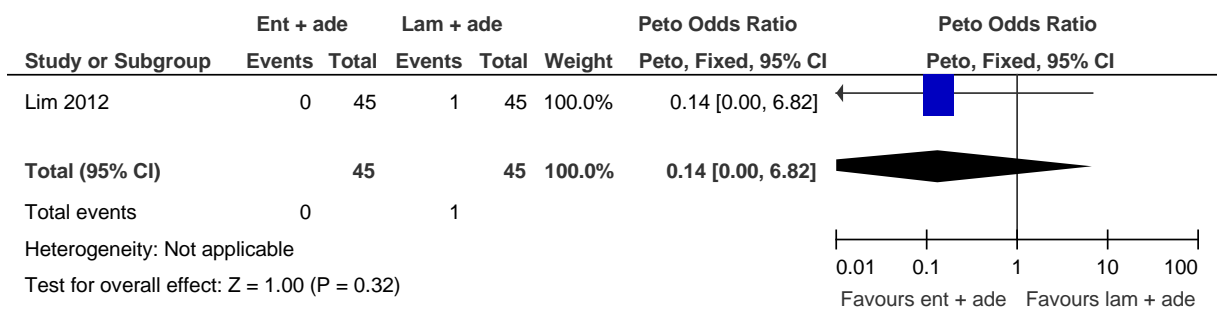 Ent + ade Lam + ade Peto Odds Ratio Peto Odds Ratio
Study or Subgroup Events Total Events Total Weight Peto, Fixed, 95% CI Peto, Fixed, 95% CI
Lim 2012 0 45 1 45 100.0% 0.14 [0.00, 6.82]
Total (95% CI) 45 45 100.0% 0.14 [0.00, 6.82]
Total events 0 1
Heterogeneity: Not applicable
Test for overall effect: Z = 1.00 (P = 0.32)
0.01 0.1 1 10 100
Favours ent + ade Favours lam + ade